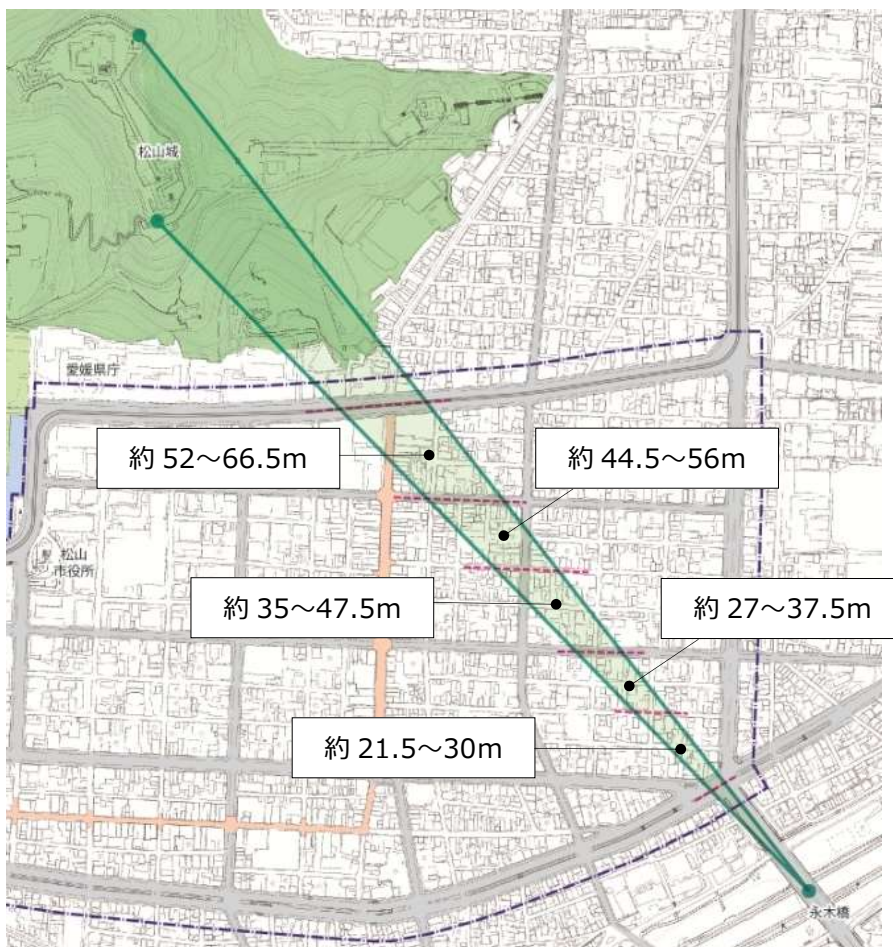 松山城
愛媛県庁
約 52～66.5m
約 44.5～56m
松山
市役所
約 35～47.5m
約 27～37.5m
約 21.5～30m
永木橋